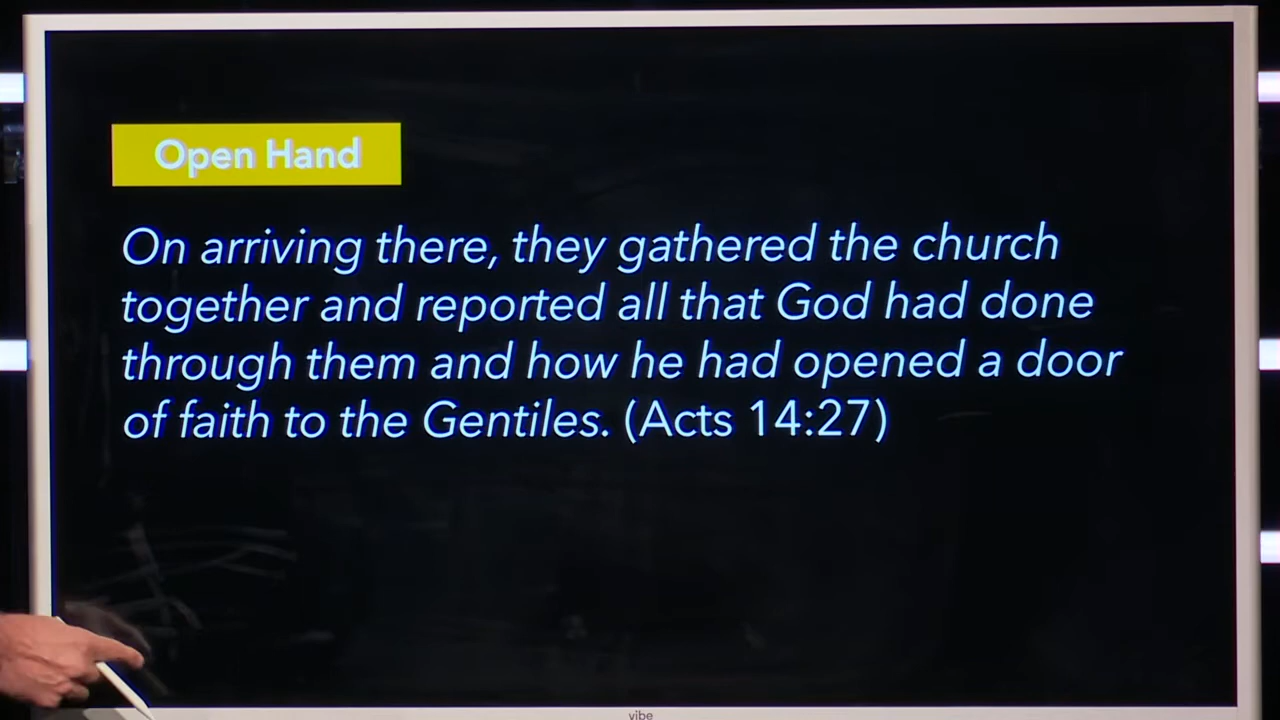 Open Hand
On arriving there, they gathered the church
together and reported all that God had done
through them and how he had opened a door
of faith to the Gentiles. (Acts 14:27)
vibe